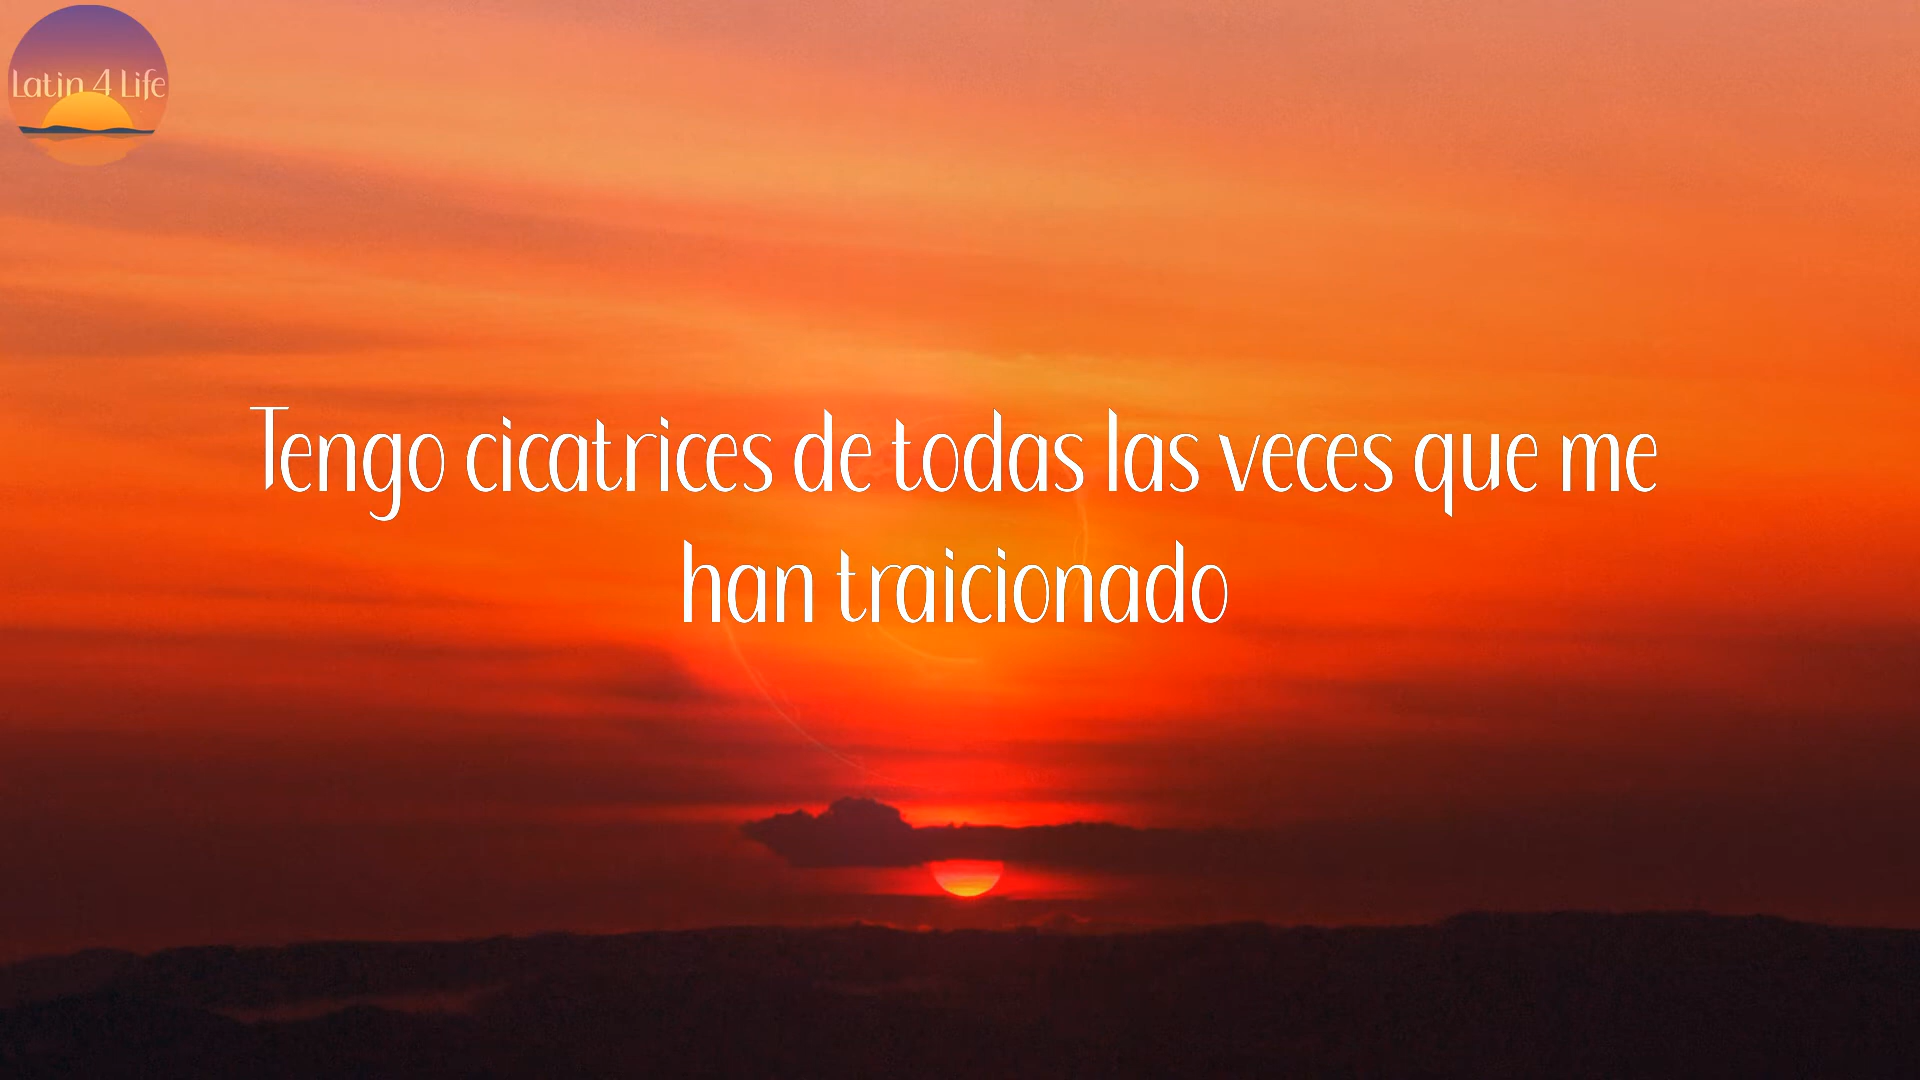 Latin 4 Life
Tengo cicatrices de todas las veces que me
han traicionado